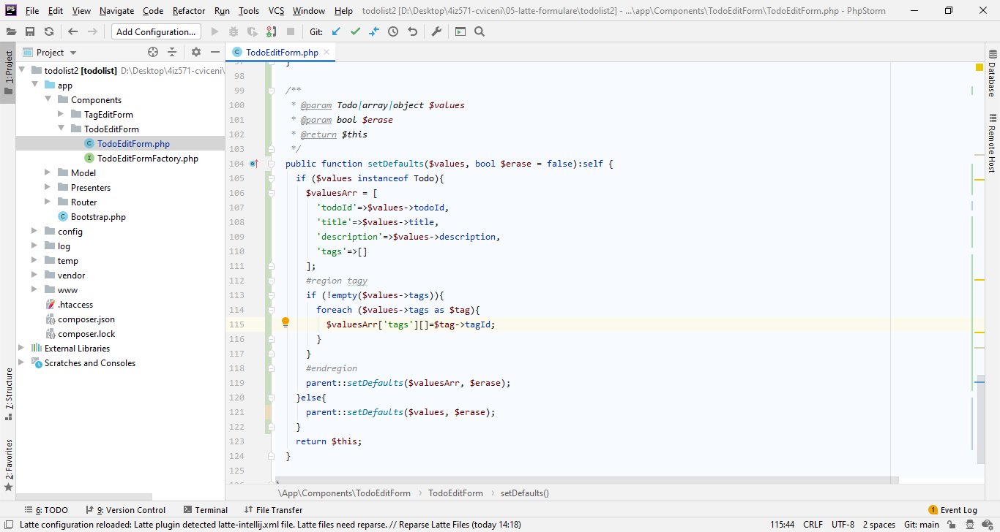 PS File Edit View Navigate Code Refactor Run Tools VCS Window Help todolist2 [D:\Desktop\4iz571-cviceni\05-latte-formulare\todolist2] - ...\app\Components\TodoEditForm\TodoEditForm.php - PhpStorm
Add Configuration... Git:
1: Project
Project
todolist2 [todolist] D:\Desktop\4iz571-cviceni\
app
Components
TagEditForm
TodoEditForm
C TodoEditForm.php
I TodoEditFormFactory.php
Model
Presenters
Router
C Bootstrap.php
config
log
temp
vendor
www
.htaccess
composer.json
composer.lock
External Libraries
Scratches and Consoles
7: Structure
2: Favorites
C TodoEditForm.php
97 }
98
99 /**
100 * @param Todo|array|object $values
101 * @param bool $erase
102 * @return $this
103 */
104 public function setDefaults($values, bool $erase = false):self {
105 if ($values instanceof Todo){
106 $valuesArr = [
107 'todoId'=>$values->todoId,
108 'title'=>$values->title,
109 'description'=>$values->description,
110 'tags'=>[]
111 ];
112 #region tagy
113 if (!empty($values->tags)){
114 foreach ($values->tags as $tag){
115 $valuesArr['tags'][]=$tag->tagId;
116 }
117 }
118 #endregion
119 parent::setDefaults($valuesArr, $erase);
120 }else{
121 parent::setDefaults($values, $erase);
122 }
123 return $this;
124 }
125
126 }
\App\Components\TodoEditForm › TodoEditForm › setDefaults()
Database
Remote Host
6: TODO 9: Version Control Terminal File Transfer 1 Event Log
Latte configuration reloaded: Latte plugin detected latte-intellij.xml file. Latte files need reparse. // Reparse Latte Files (today 14:18) 115:44 CRLF UTF-8 2 spaces Git: main